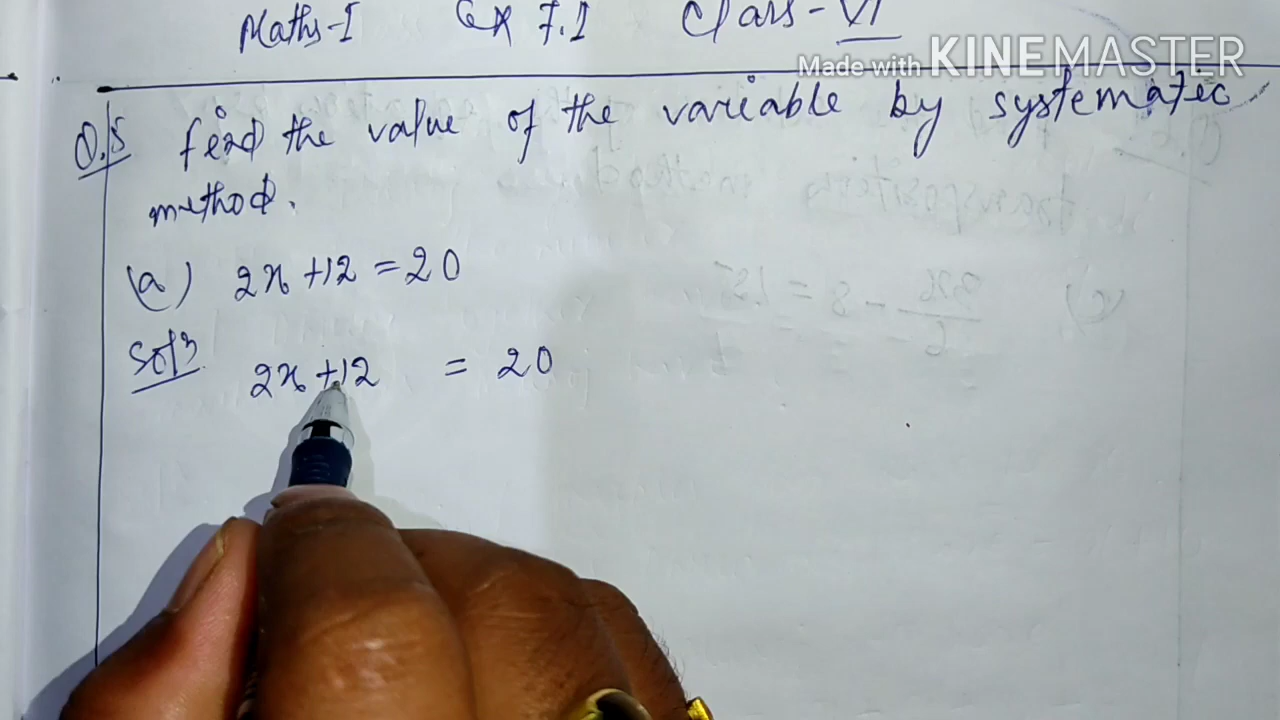 Maths-I Ex 7.1 Class-VI
Made with KINEMASTER
Q.5 find the value of the variable by systematic
method.
(a) 2x +12 = 20
Sol?
2x +12 = 20